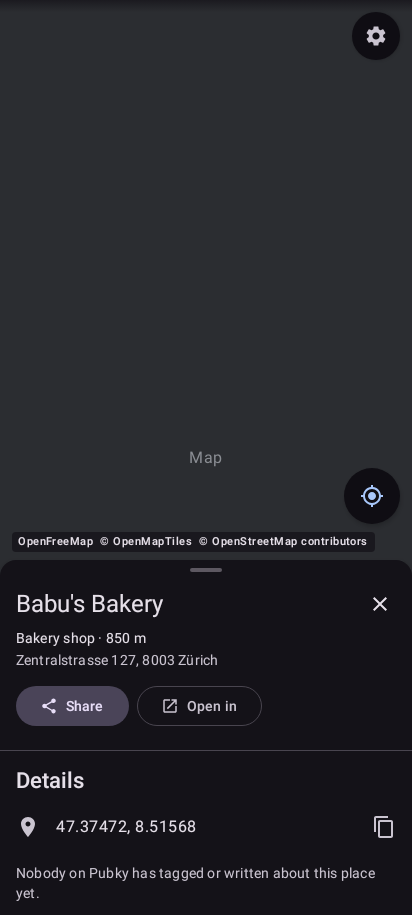 Map
OpenFreeMap © OpenMapTiles © OpenStreetMap contributors
Babu's Bakery
Bakery shop · 850 m
Zentralstrasse 127, 8003 Zürich
Share
Open in
Details
47.37472, 8.51568
Nobody on Pubky has tagged or written about this place
yet.